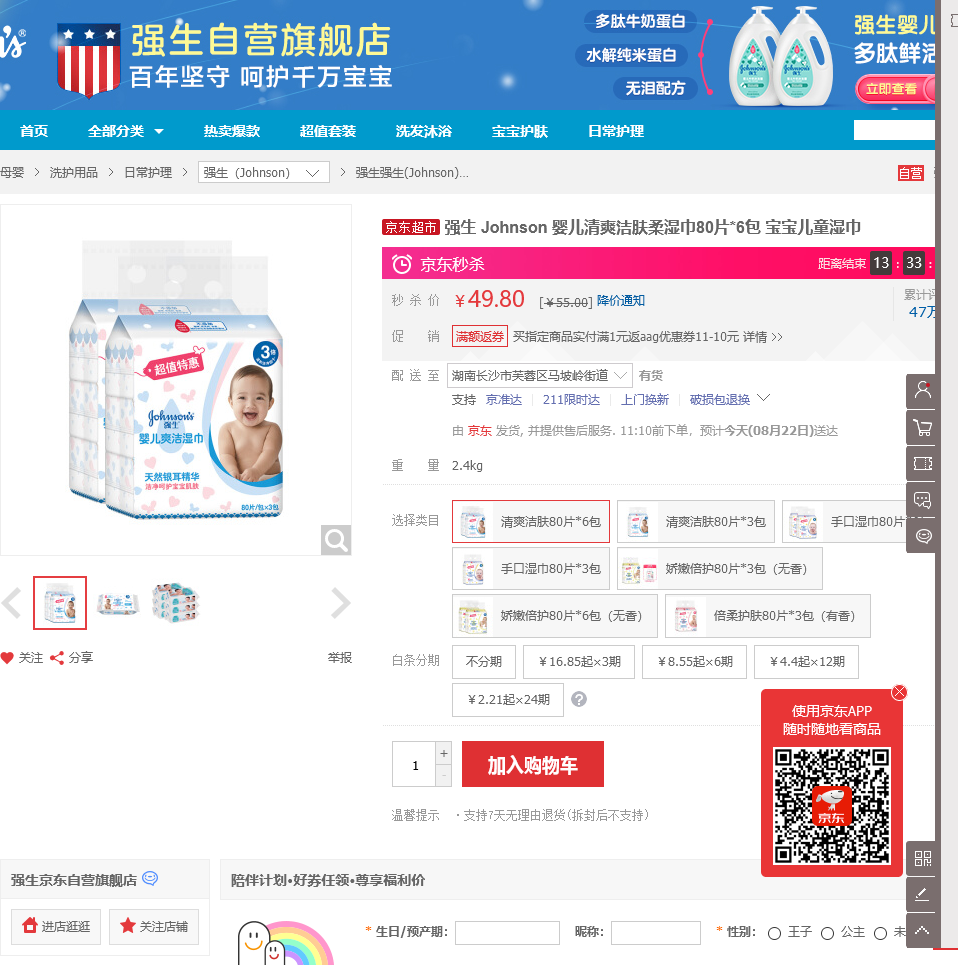 强生自营旗舰店
百年坚守 呵护千万宝宝
多肽牛奶蛋白
水解纯米蛋白
无泪配方
强生婴儿
多肽鲜活
立即查看
首页 全部分类 热卖爆款 超值套装 洗发沐浴 宝宝护肤 日常护理
母婴 > 洗护用品 > 日常护理 > 强生（Johnson） > 强生强生(Johnson)...
自营
京东超市 强生 Johnson 婴儿清爽洁肤柔湿巾80片*6包 宝宝儿童湿巾
京东秒杀 距离结束 13 : 33 :
秒杀价 ￥49.80 [￥55.00] 降价通知
累计评
47万
促销 满额返券 买指定商品实付满1元返aag优惠券11-10元 详情 >>
配送至 湖南长沙市芙蓉区马坡岭街道 有货
支持 京准达 211限时达 上门换新 破损包退换
由 京东 发货, 并提供售后服务. 11:10前下单，预计今天(08月22日)送达
重量 2.4kg
超值特惠
3
Johnson's
强生
婴儿爽洁湿巾
天然银耳精华
洁净呵护宝宝肌肤
80片/包×3包
选择类目 清爽洁肤80片*6包 清爽洁肤80片*3包 手口湿巾80片
手口湿巾80片*3包 娇嫩倍护80片*3包（无香）
娇嫩倍护80片*6包（无香） 倍柔护肤80片*3包（有香）
关注 分享 举报
白条分期 不分期 ￥16.85起×3期 ￥8.55起×6期 ￥4.4起×12期
￥2.21起×24期 ?
1 + - 加入购物车
温馨提示 ·支持7天无理由退货(拆封后不支持)
使用京东APP
随时随地看商品
京东
强生京东自营旗舰店
进店逛逛 关注店铺
陪伴计划•好券任领•尊享福利价
* 生日/预产期： 昵称： * 性别： 王子 公主 未